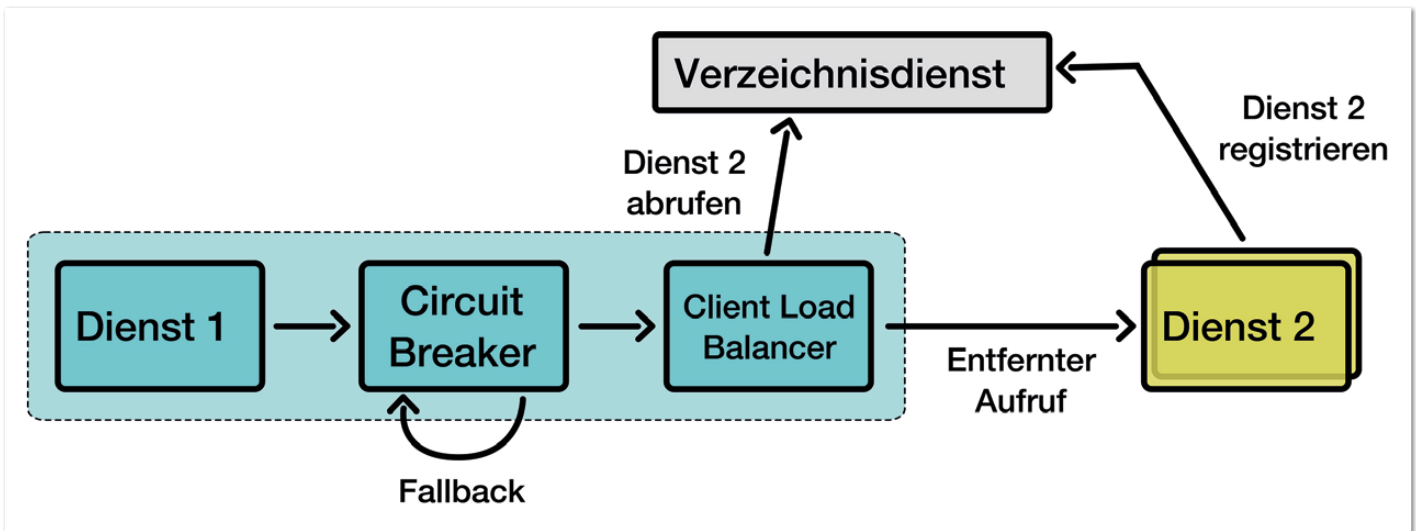 Verzeichnisdienst
Dienst 2
registrieren
Dienst 2
abrufen
Dienst 1
Circuit
Breaker
Client Load
Balancer
Dienst 2
Entfernter
Aufruf
Fallback